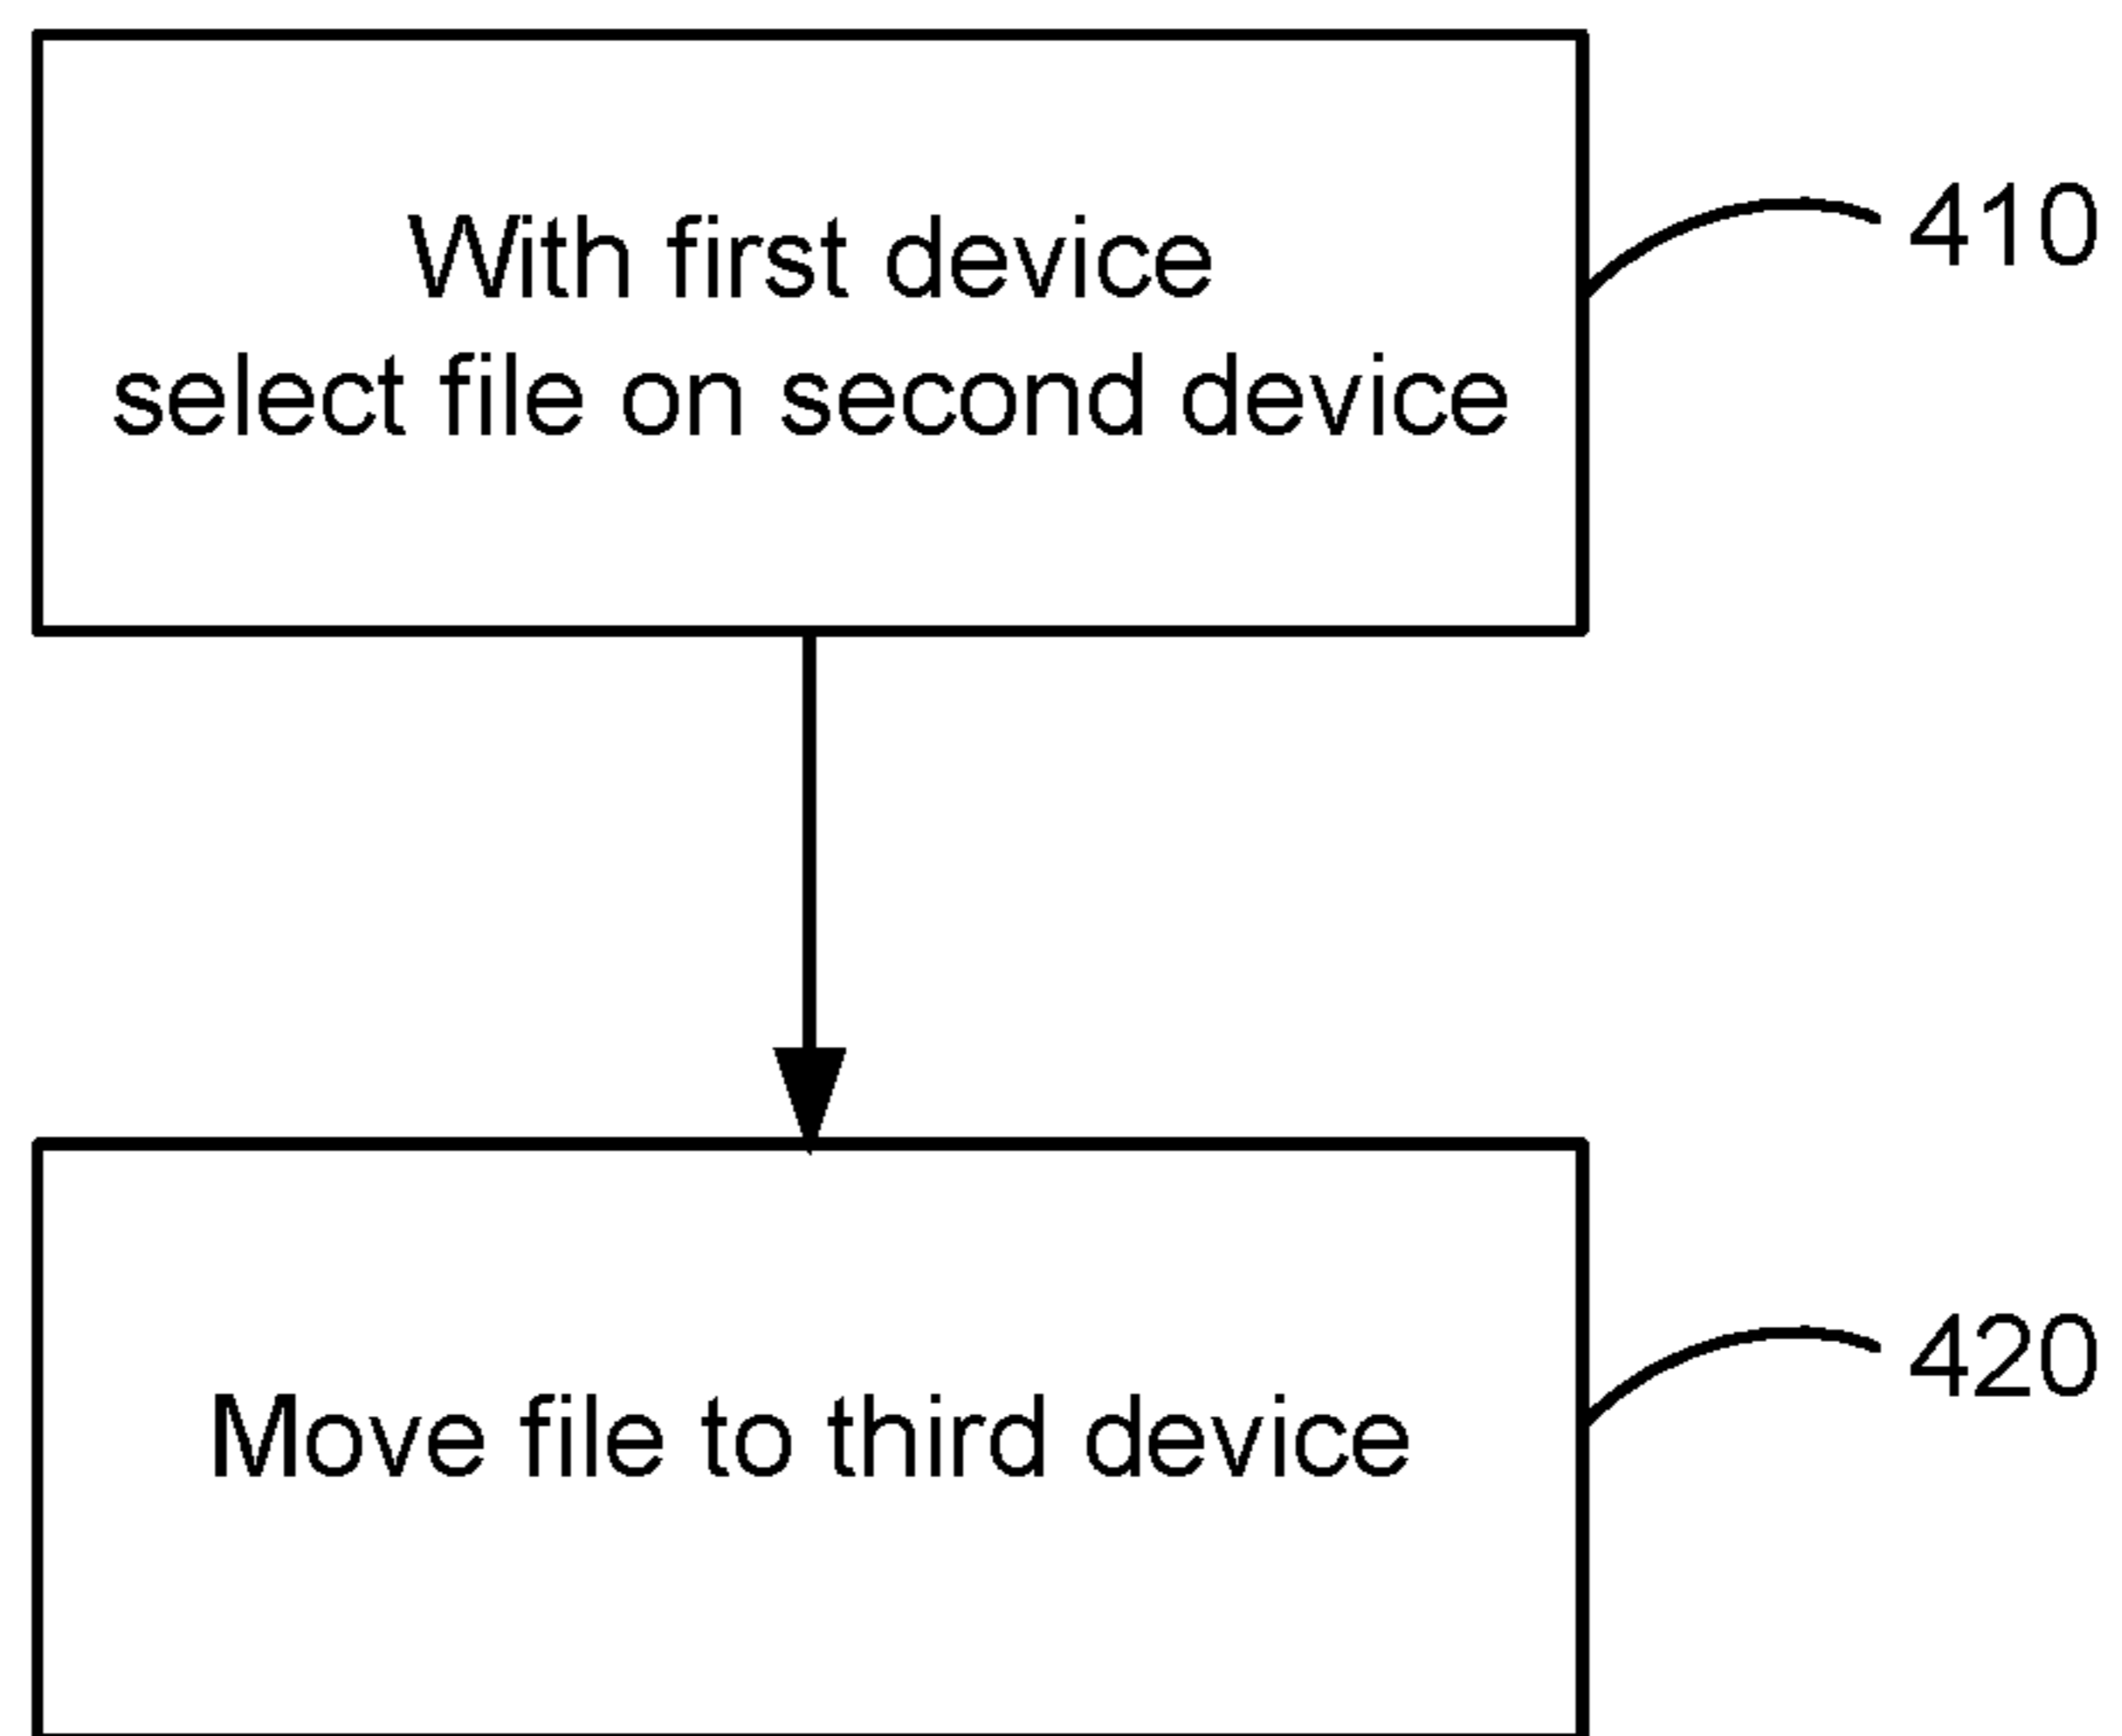 With first device
select file on second device
410
Move file to third device
420